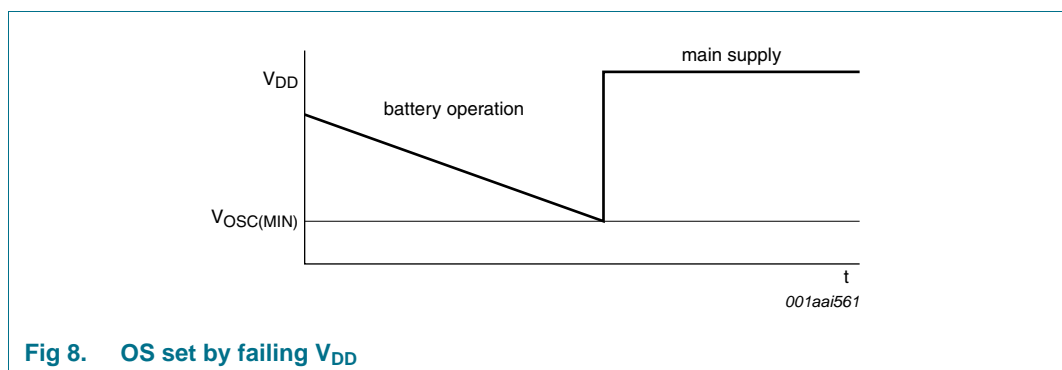 main supply
VDD
battery operation
VOSC(MIN)
t
001aai561
Fig 8. OS set by failing VDD